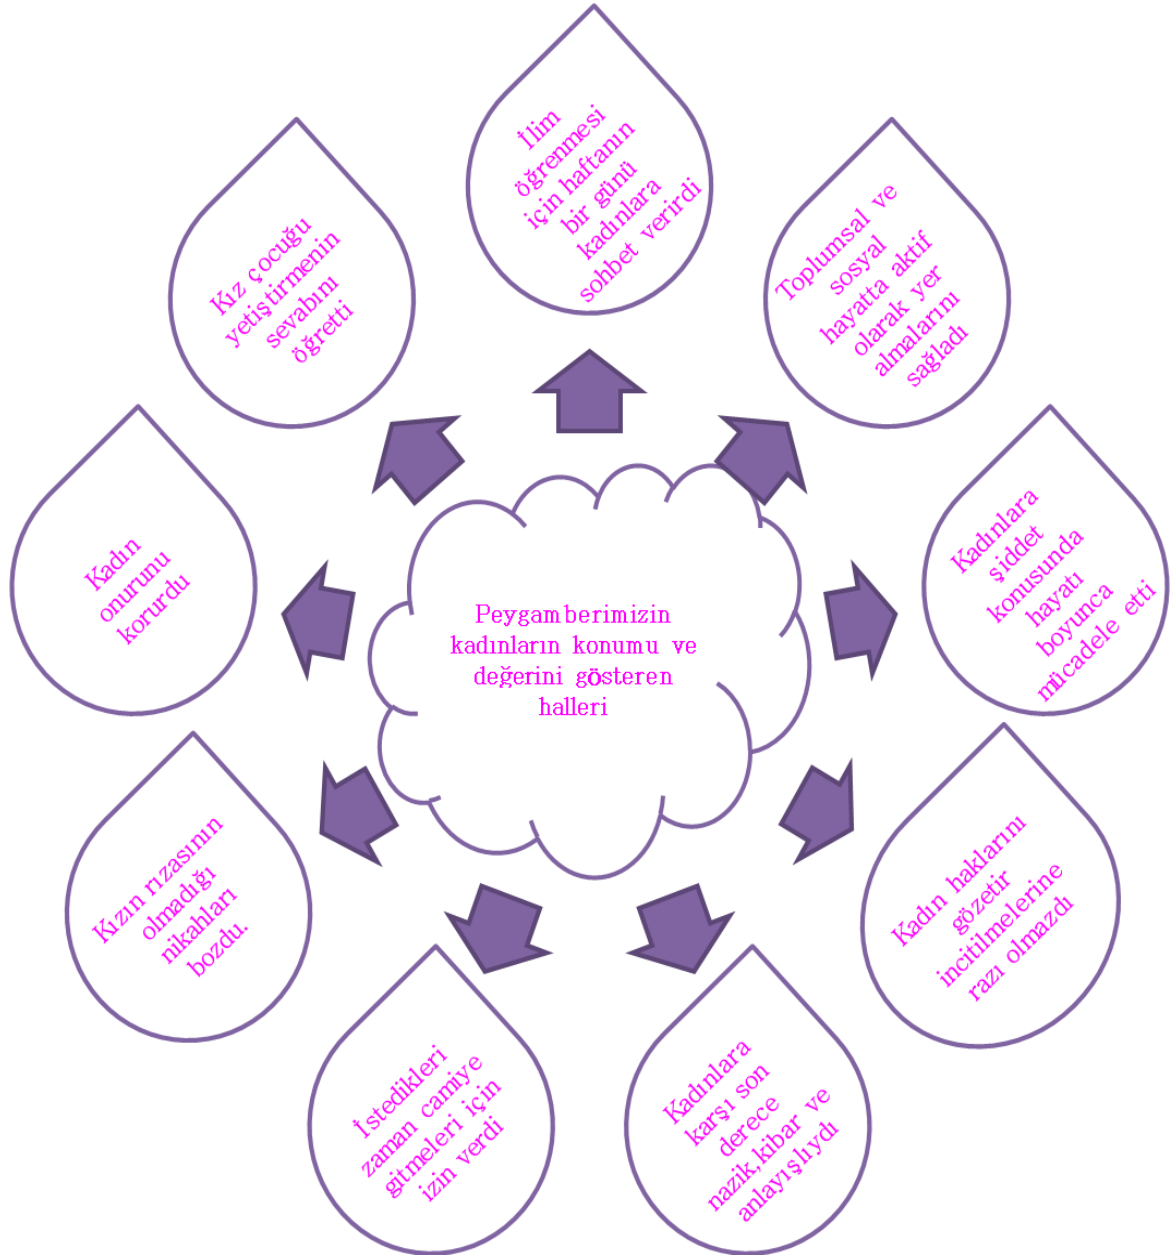 İlim
öğrenmesi
için haftanın
bir günü
kadınlara
sohbet verirdi
Toplumsal ve
sosyal
hayatta aktif
olarak yer
almalarını
sağladı
Kadınlara
şiddet
konusunda
hayatı
boyunca
mücadele etti
Kadın haklarını
gözetir
incitilmelerine
razı olmazdı
Kadınlara
karşı son
derece
nazik,kibar ve
anlayışlıydı
İstedikleri
zaman camiye
gitmeleri için
izin verdi
Kızın rızasının
olmadığı
nikahları
bozdu.
Kadın
onurunu
korurdu
Kız çocuğu
yetiştirmenin
sevabını
öğretti
Peygamberimizin
kadınların konumu ve
değerini gösteren
halleri